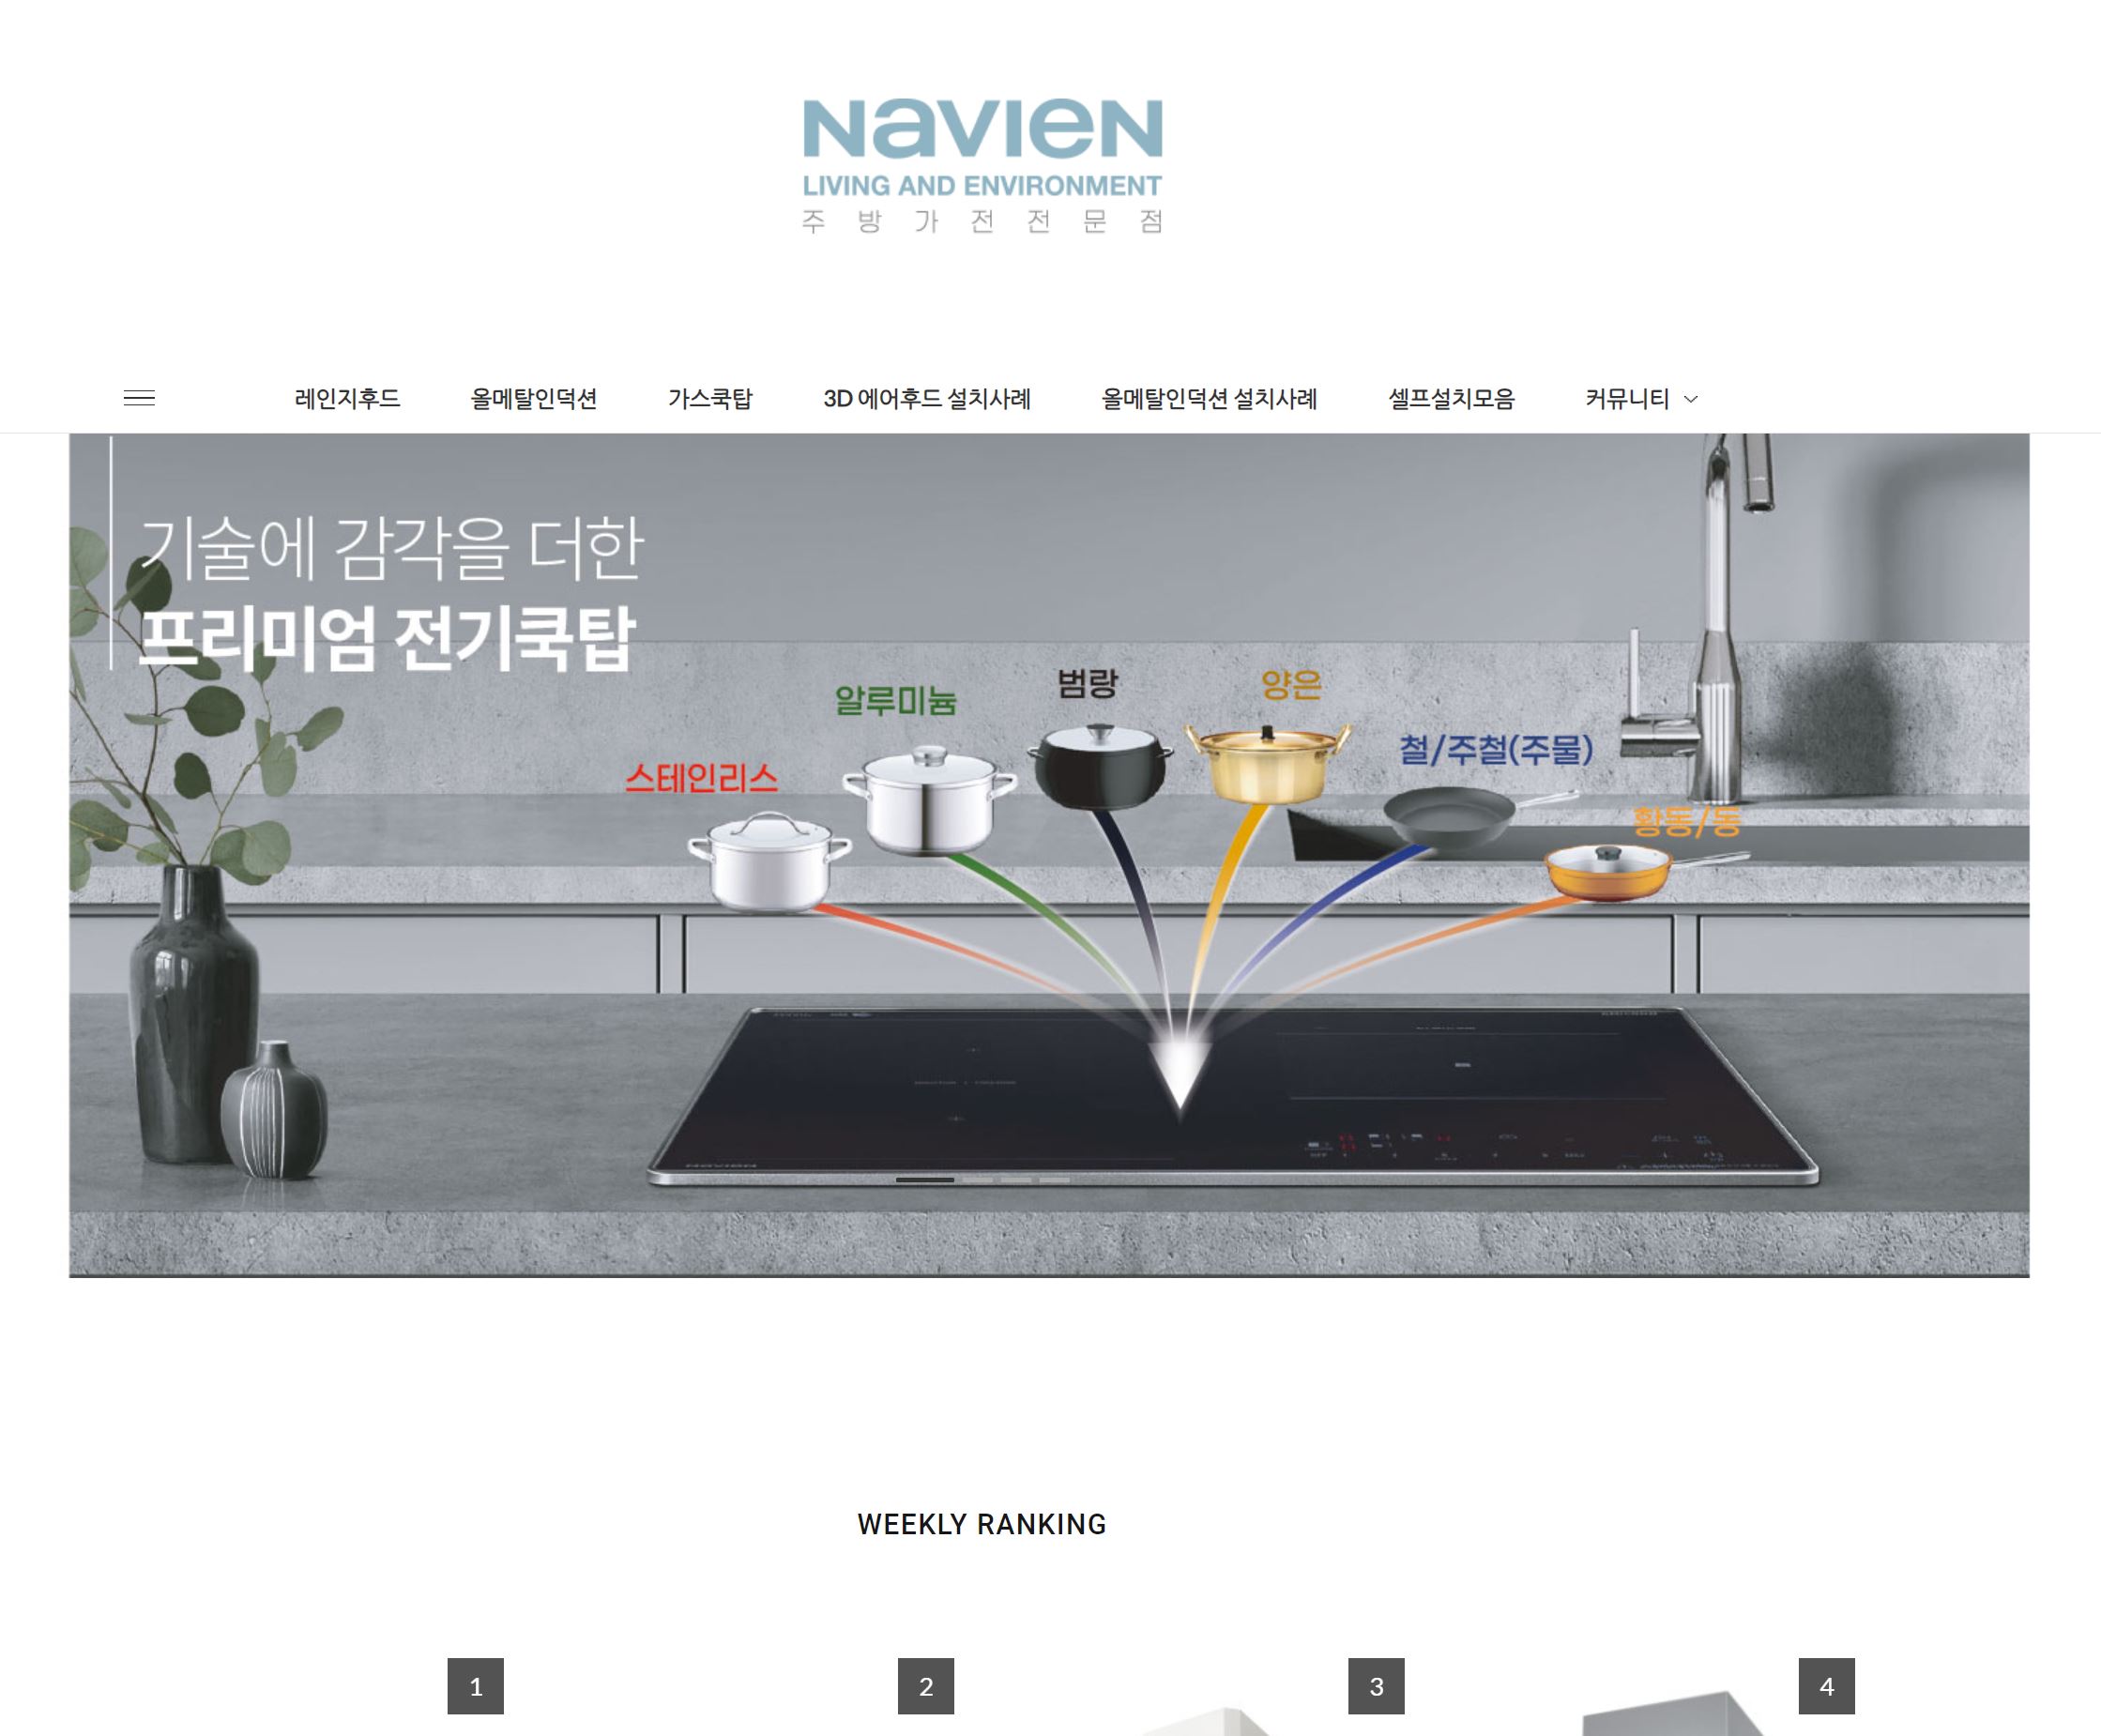 NAVIEN
LIVING AND ENVIRONMENT
주방가전전문점
레인지후드 올메탈인덕션 가스쿡탑 3D 에어후드 설치사례 올메탈인덕션 설치사례 셀프설치모음 커뮤니티
기술에 감각을 더한
프리미엄 전기쿡탑
스테인리스
알루미늄
범랑
양은
철/주철(주물)
황동/동
NAVIEN
WEEKLY RANKING
1 2 3 4